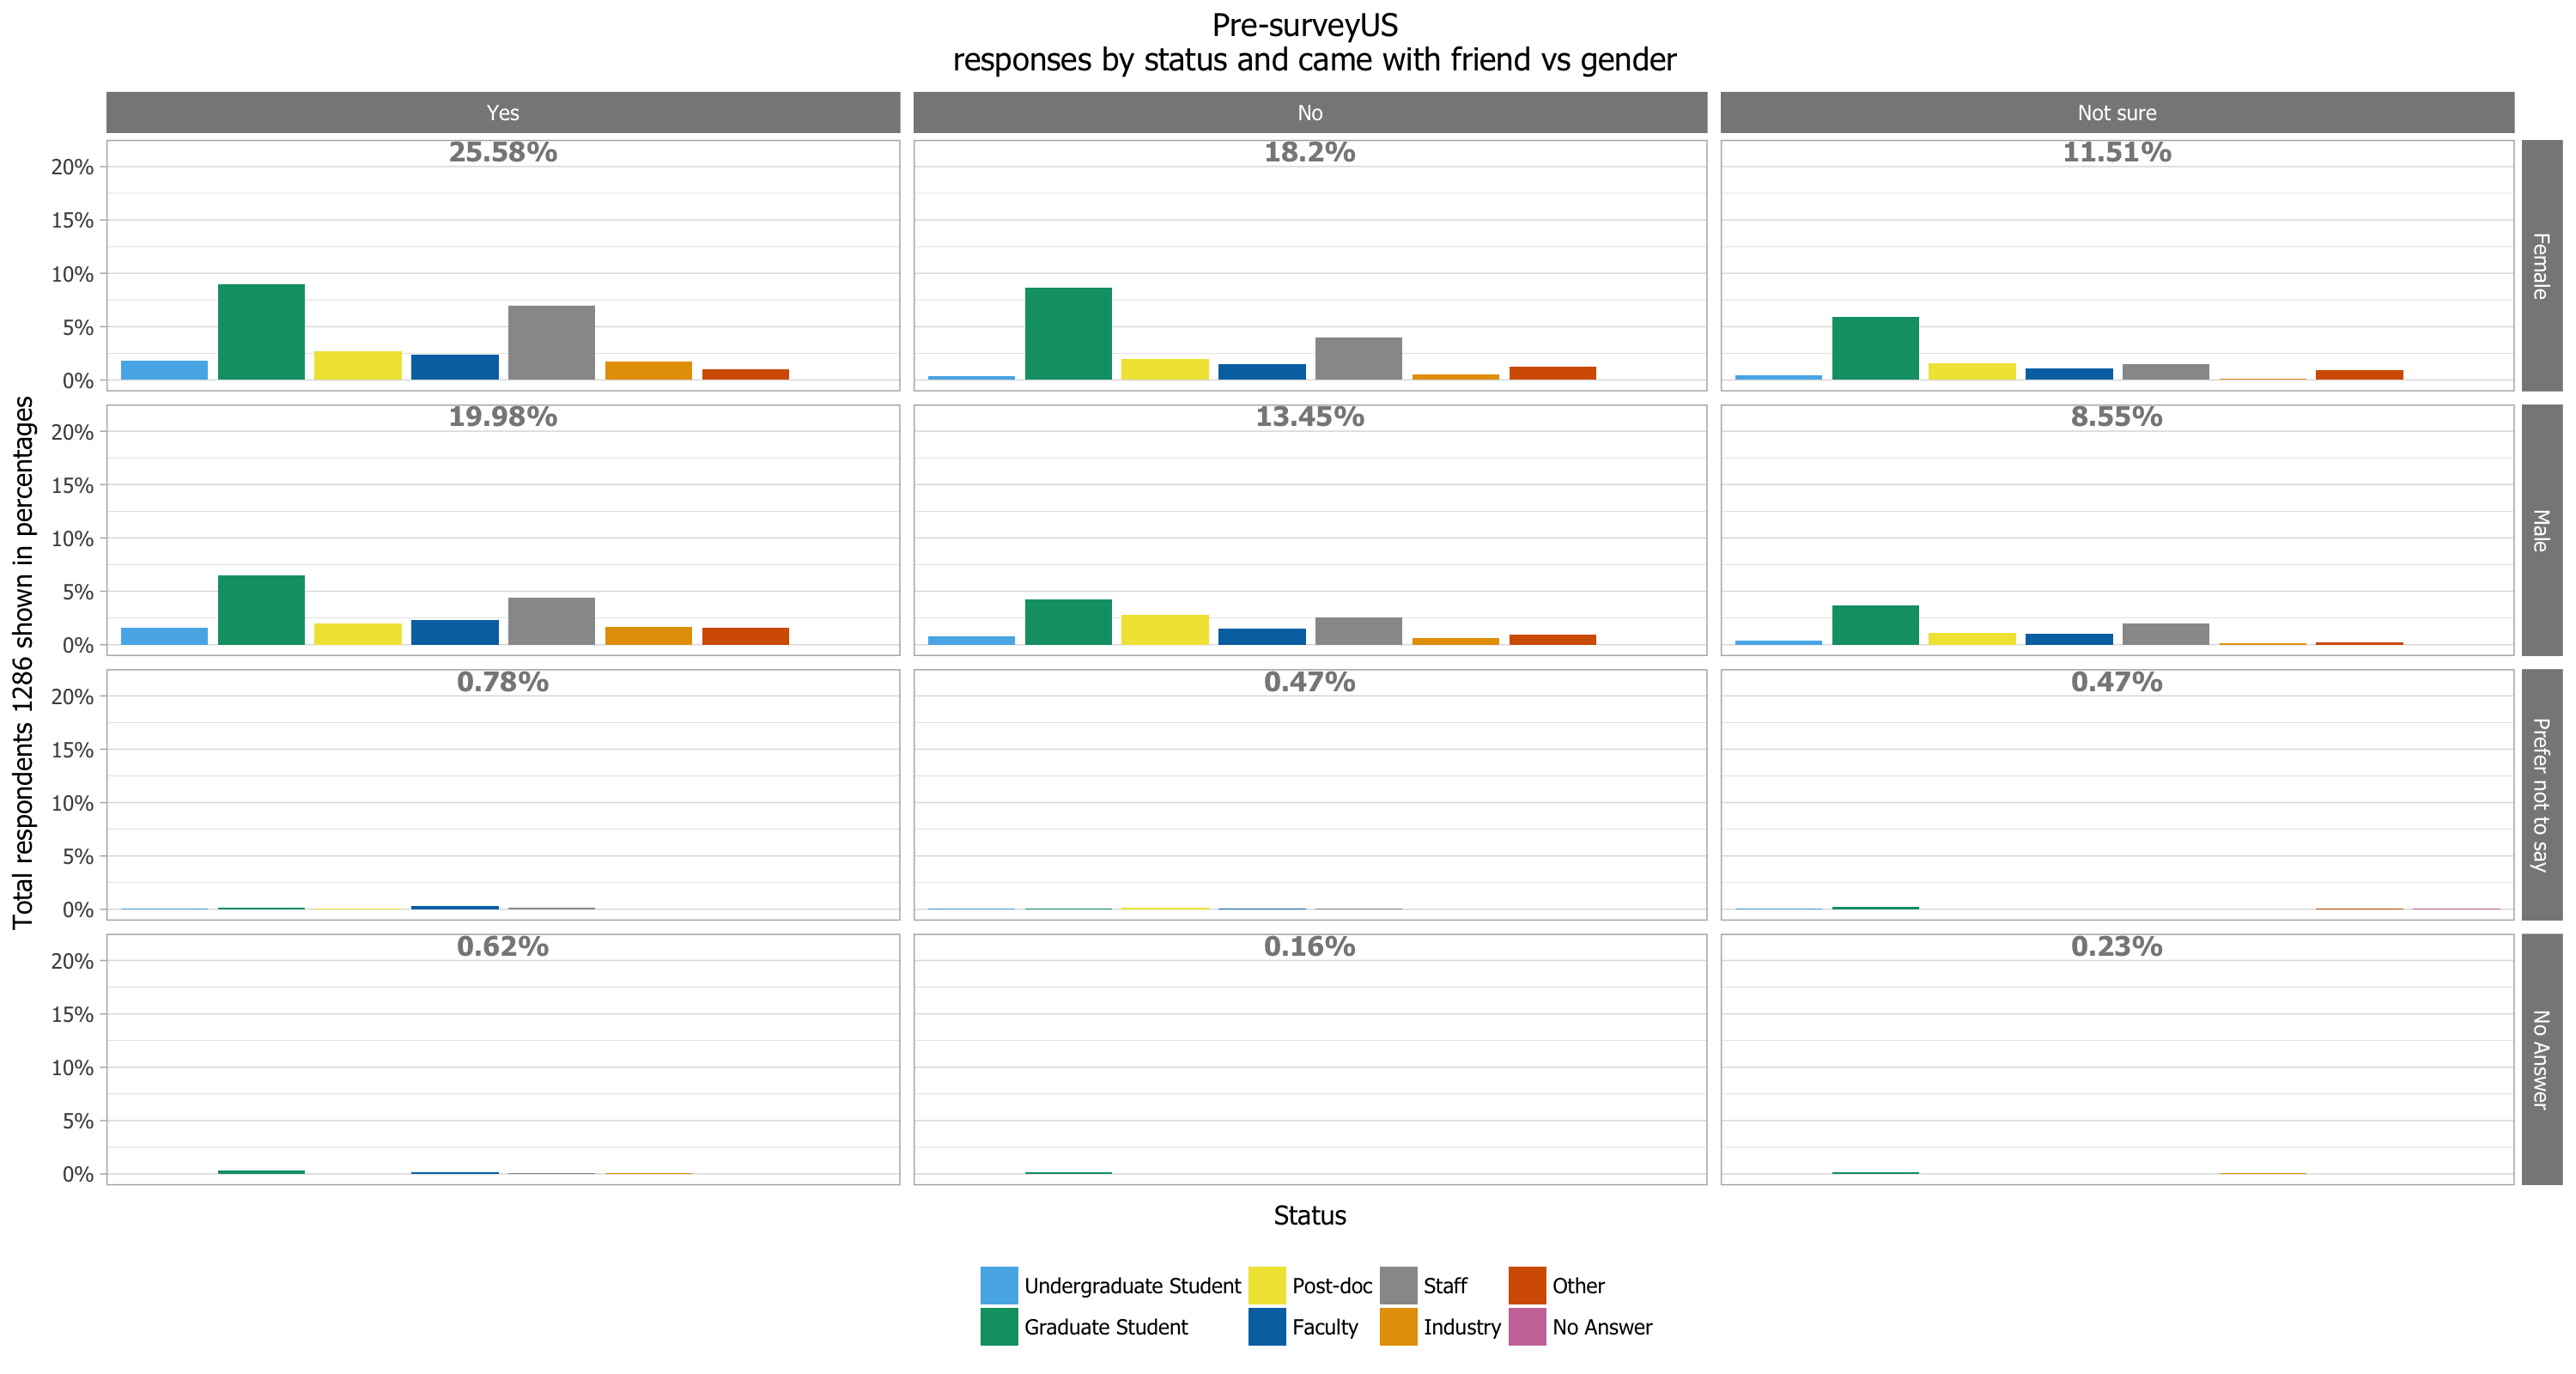 Pre-surveyUS
responses by status and came with friend vs gender
Yes
No
Not sure
25.58%
18.2%
11.51%
20%
15%
10%
5%
0%
Female
19.98%
13.45%
8.55%
20%
15%
10%
5%
0%
Male
0.78%
0.47%
0.47%
20%
15%
10%
5%
0%
Prefer not to say
0.62%
0.16%
0.23%
20%
15%
10%
5%
0%
No Answer
Total respondents 1286 shown in percentages
Status
Undergraduate Student
Post-doc
Staff
Other
Graduate Student
Faculty
Industry
No Answer